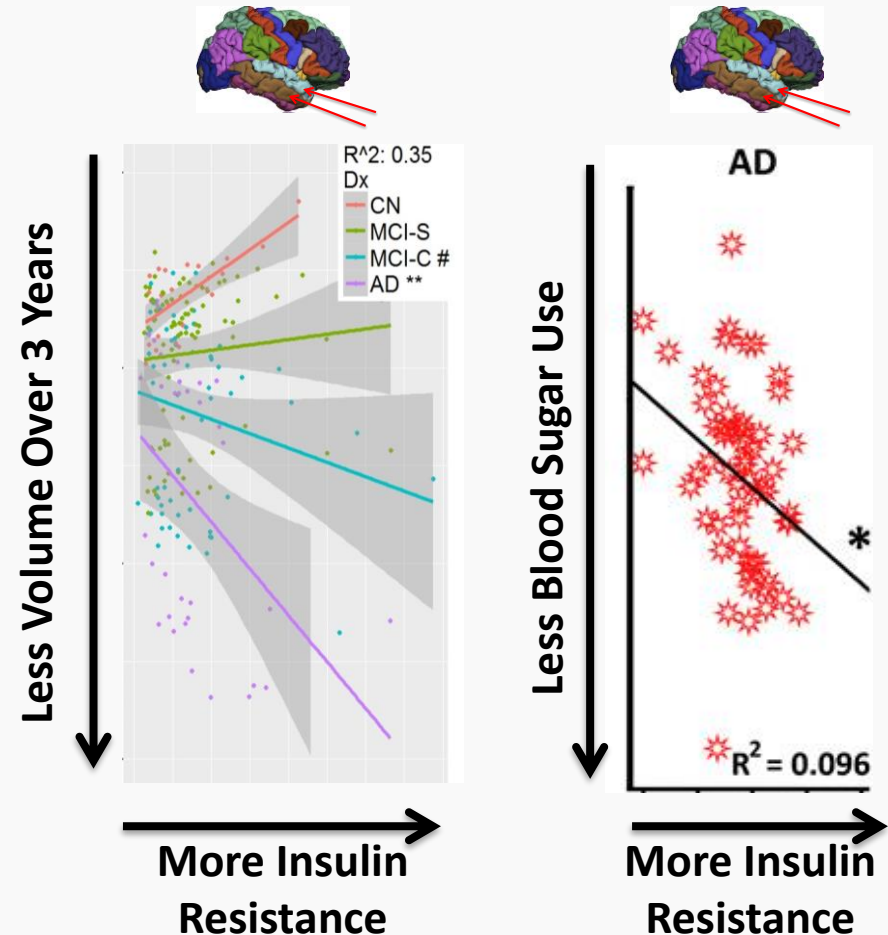 Less Volume Over 3 Years
R^2: 0.35
Dx
CN
MCI-S
MCI-C #
AD **
More Insulin
Resistance
Less Blood Sugar Use
AD
*
R² = 0.096
More Insulin
Resistance